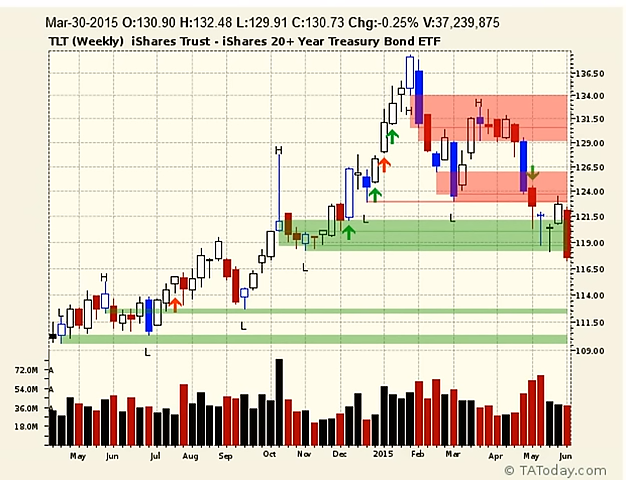 Mar-30-2015 O:130.90 H:132.48 L:129.91 C:130.73 Chg:-0.25% V:37,239,875
TLT (Weekly) iShares Trust - iShares 20+ Year Treasury Bond ETF
136.50
134.00
H
H
131.50
129.00
H
126.50
124.00
L
L
121.50
119.00
L
116.50
H
114.00
L
111.50
L
L
109.00
72.0M
54.0M
36.0M
18.0M
May Jun Jul Aug Sep Oct Nov Dec 2015 Feb Mar Apr May Jun
© TAToday.com